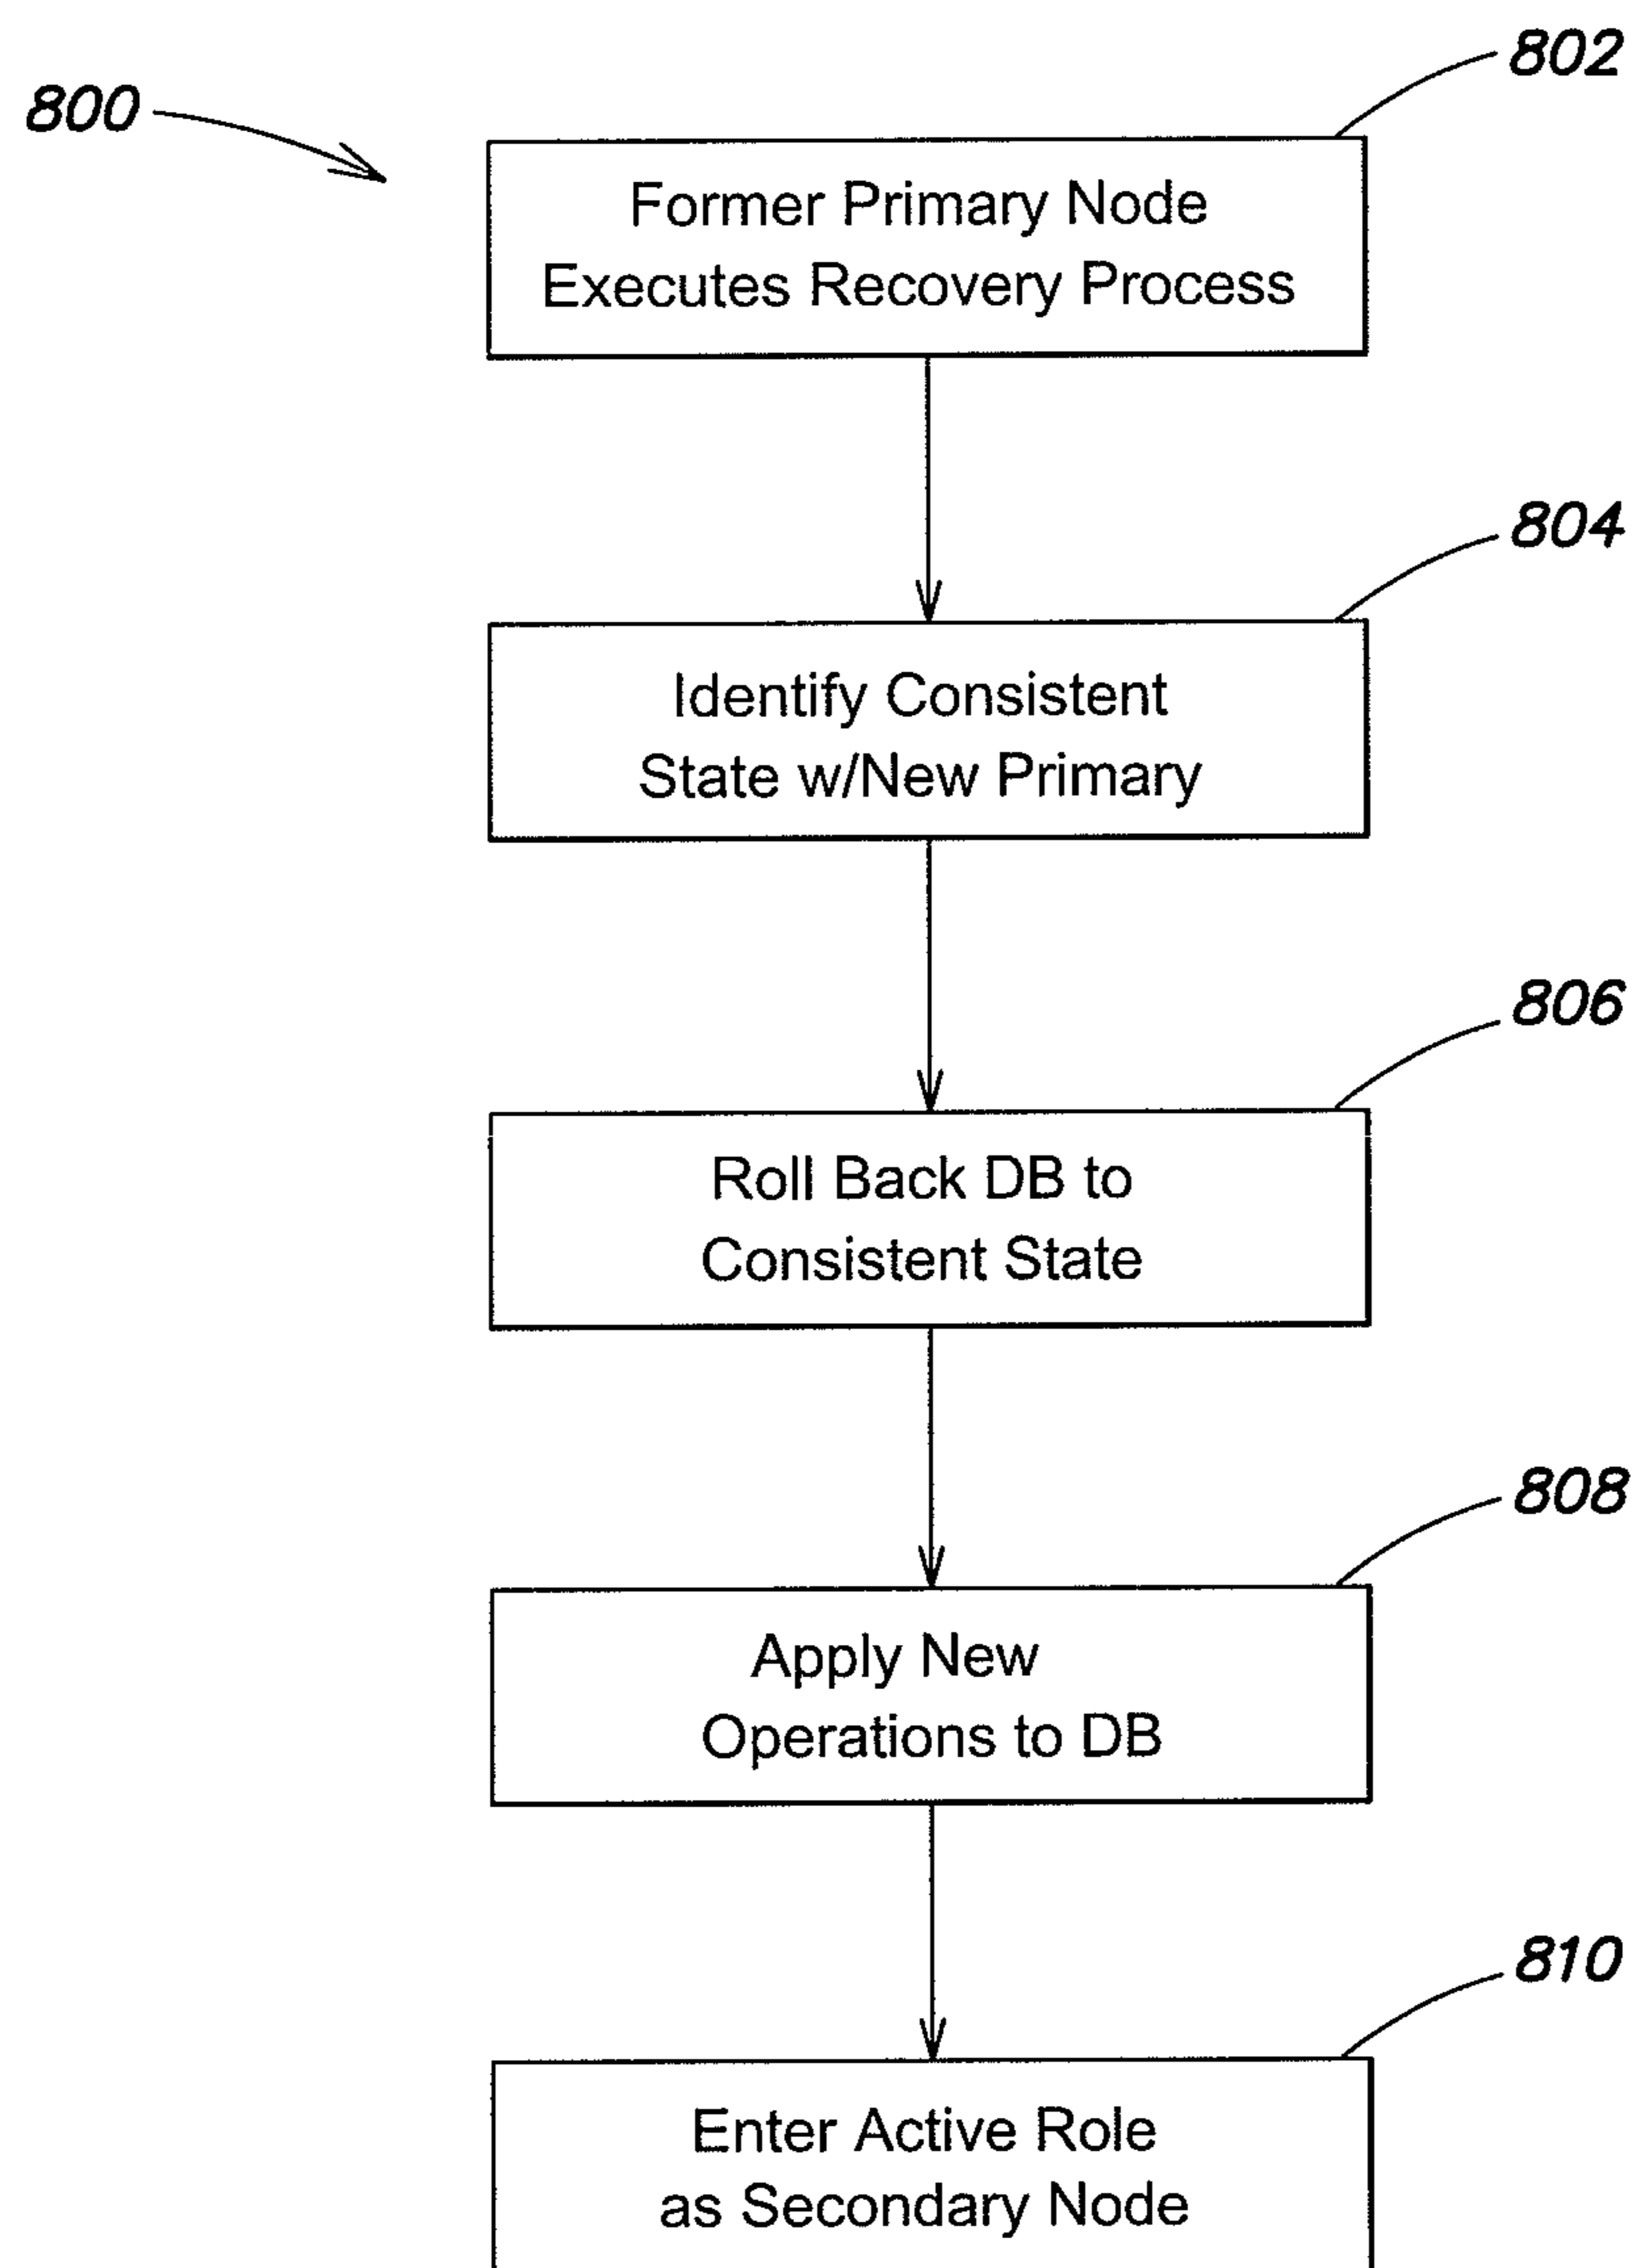 800
802
Former Primary Node
Executes Recovery Process
804
Identify Consistent
State w/New Primary
806
Roll Back DB to
Consistent State
808
Apply New
Operations to DB
810
Enter Active Role
as Secondary Node